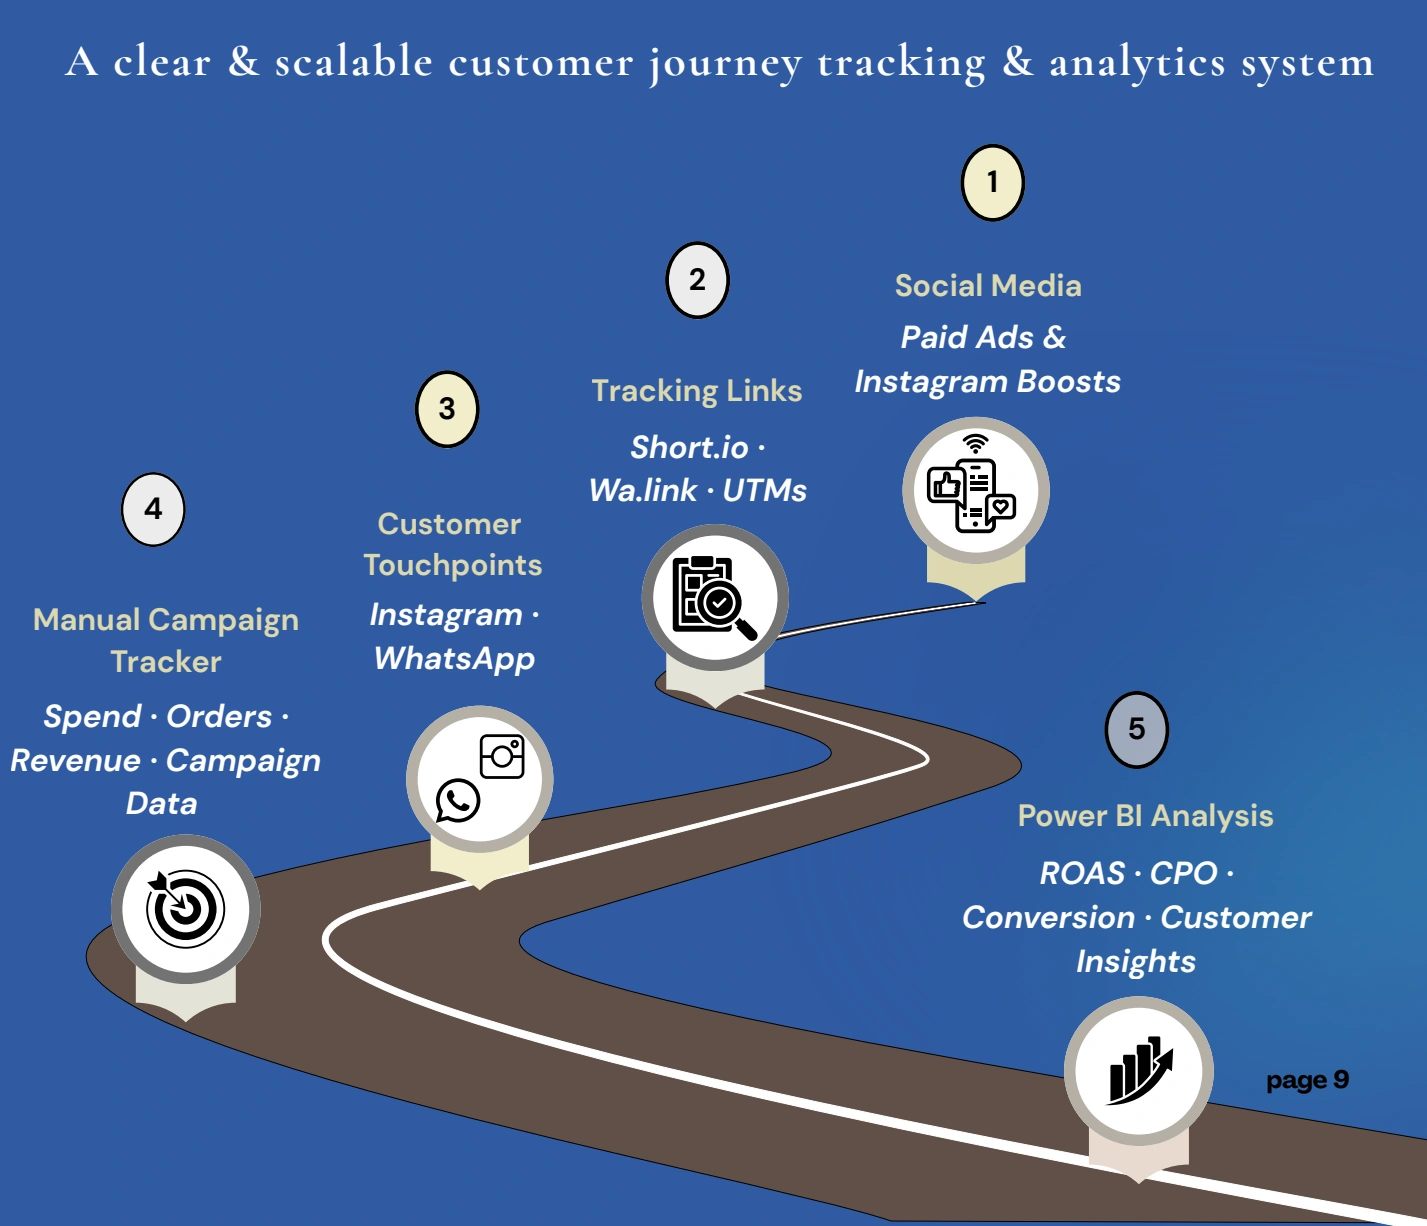 A clear & scalable customer journey tracking & analytics system
1
Social Media
Paid Ads &
Instagram Boosts
2
Tracking Links
Short.io ·
Wa.link · UTMs
3
Customer
Touchpoints
Instagram ·
WhatsApp
4
Manual Campaign
Tracker
Spend · Orders ·
Revenue · Campaign
Data
5
Power BI Analysis
ROAS · CPO ·
Conversion · Customer
Insights
page 9